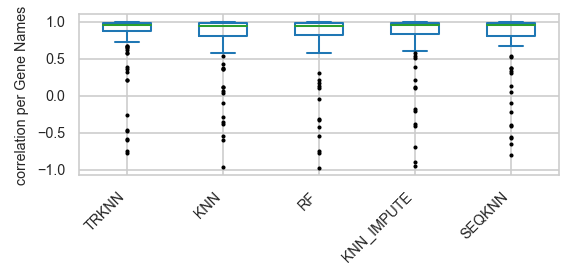 correlation per Gene Names
1.0
0.5
0.0
−0.5
−1.0
TRKNN
KNN
RF
KNN_IMPUTE
SEQKNN